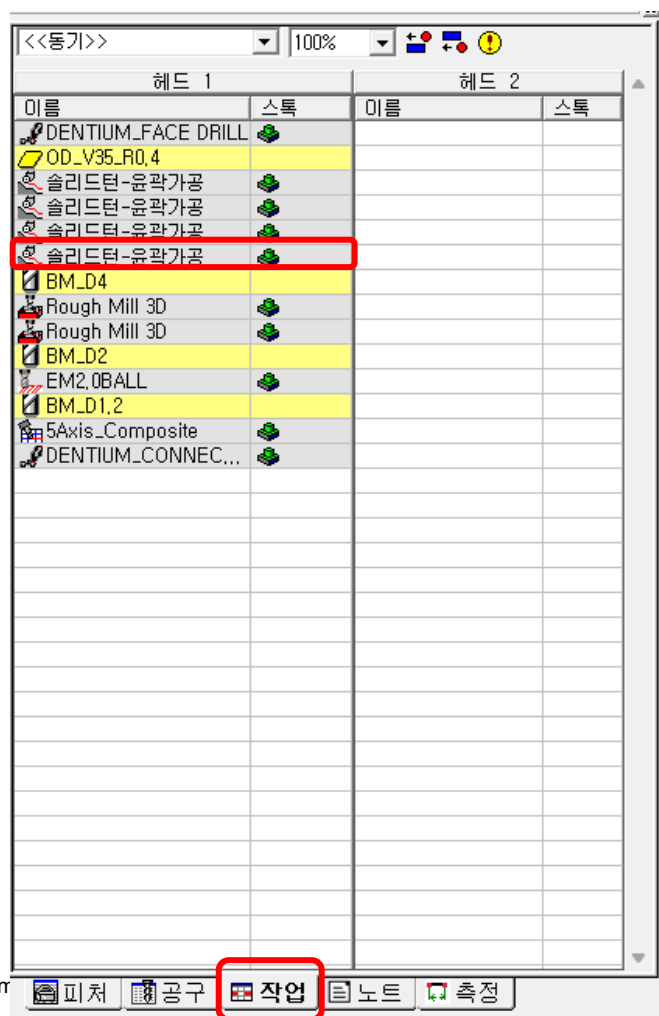 <<동기>> 100%
헤드 1 헤드 2
이름 스톡 이름 스톡
DENTIUM_FACE DRILL
OD_V35_R0,4
솔리드턴-윤곽가공
솔리드턴-윤곽가공
솔리드턴-윤곽가공
솔리드턴-윤곽가공
BM_D4
Rough Mill 3D
Rough Mill 3D
BM_D2
EM2,0BALL
BM_D1,2
5Axis_Composite
DENTIUM_CONNEC...
피처 공구 작업 노트 측정